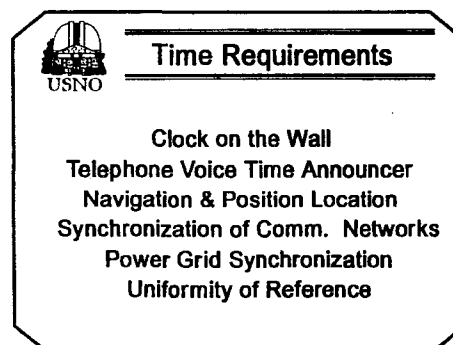 USNO
Time Requirements
Clock on the Wall
Telephone Voice Time Announcer
Navigation & Position Location
Synchronization of Comm. Networks
Power Grid Synchronization
Uniformity of Reference